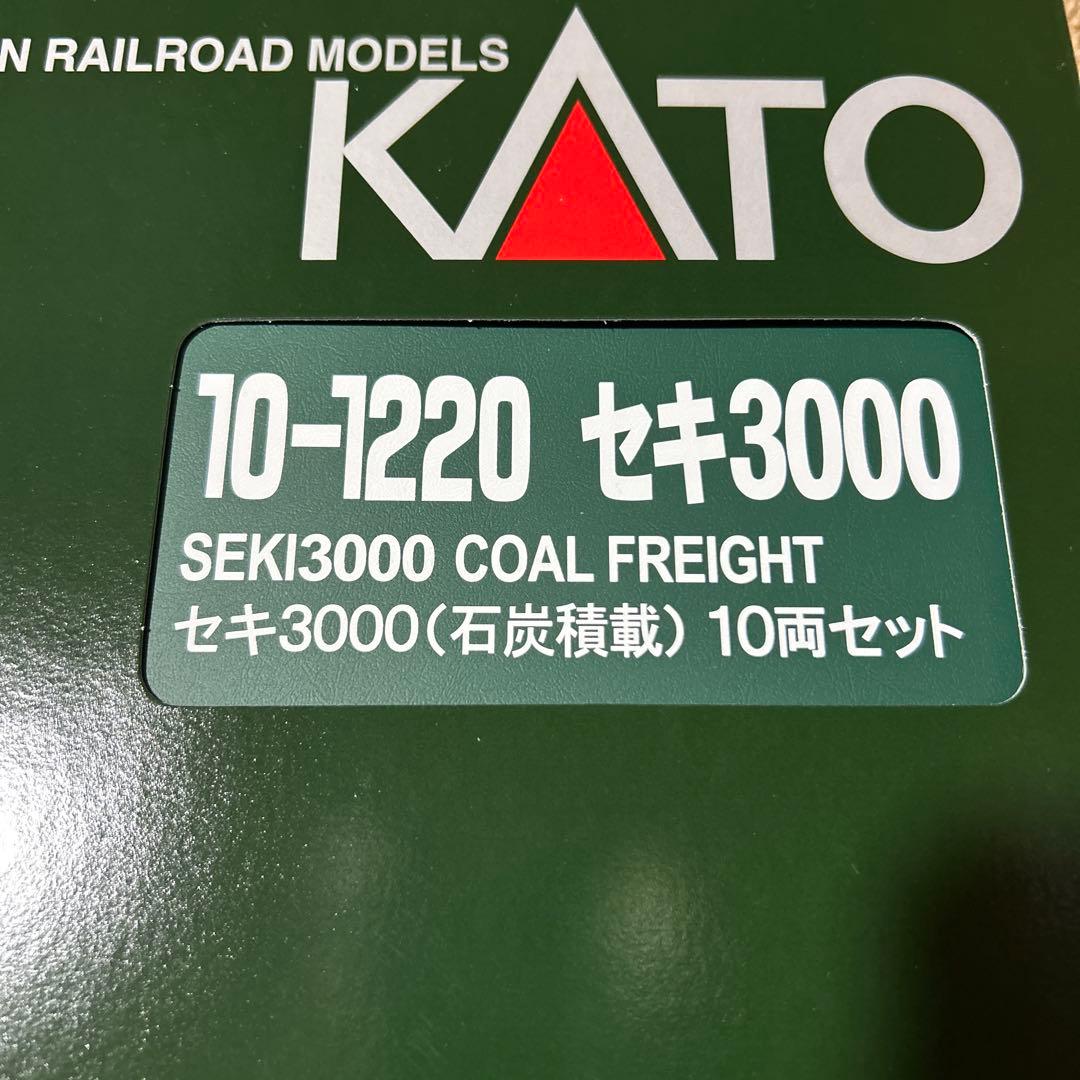 N RAILROAD MODELS
KATO
10-1220 セキ3000
SEKI3000 COAL FREIGHT
セキ3000(石炭積載) 10両セット